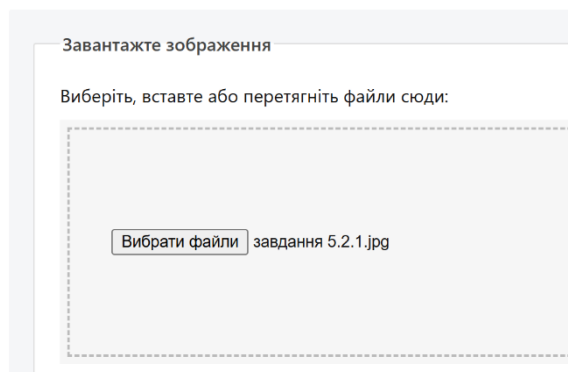 Завантажте зображення
Виберіть, вставте або перетягніть файли сюди:
Вибрати файли завдання 5.2.1.jpg